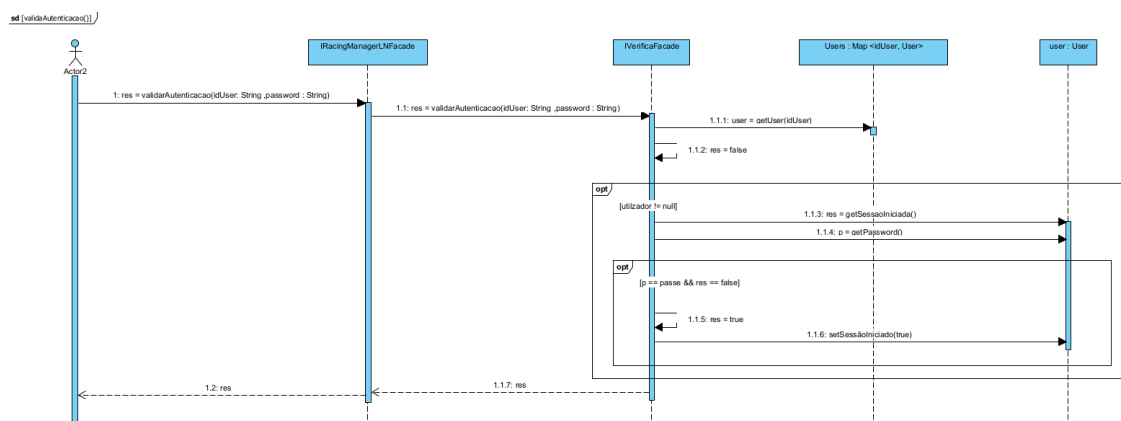 sd [validaAutenticacao()]
Actor2
IRacingManagerLNFacade
IVerificaFacade
Users : Map <idUser, User>
user : User
1: res = validarAutenticacao(idUser: String ,password : String)
1.1: res = validarAutenticacao(idUser: String ,password : String)
1.1.1: user = getUser(idUser)
1.1.2: res = false
opt
[utilzador != null]
1.1.3: res = getSessaoIniciada()
1.1.4: p = getPassword()
opt
[p == passe && res == false]
1.1.5: res = true
1.1.6: setSessãoIniciado(true)
1.1.7: res
1.2: res